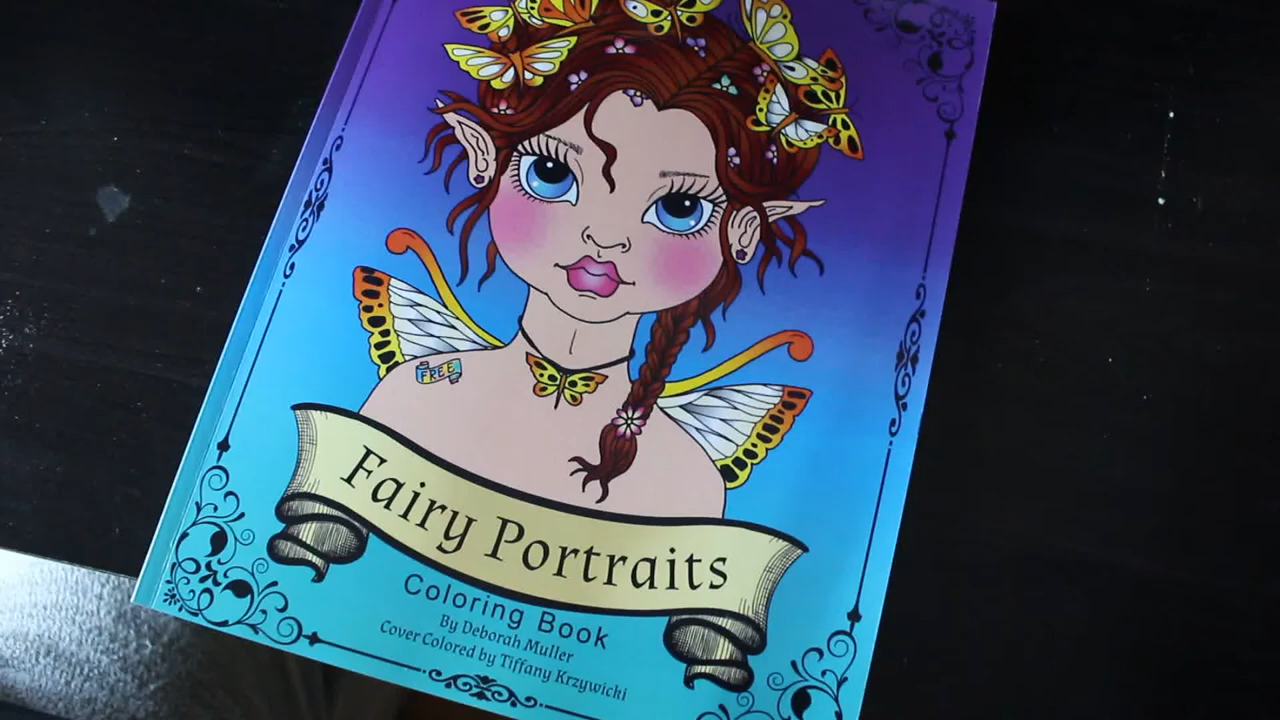 FREE
Fairy Portraits
Coloring Book
By Deborah Muller
Cover Colored by Tiffany Krzywicki